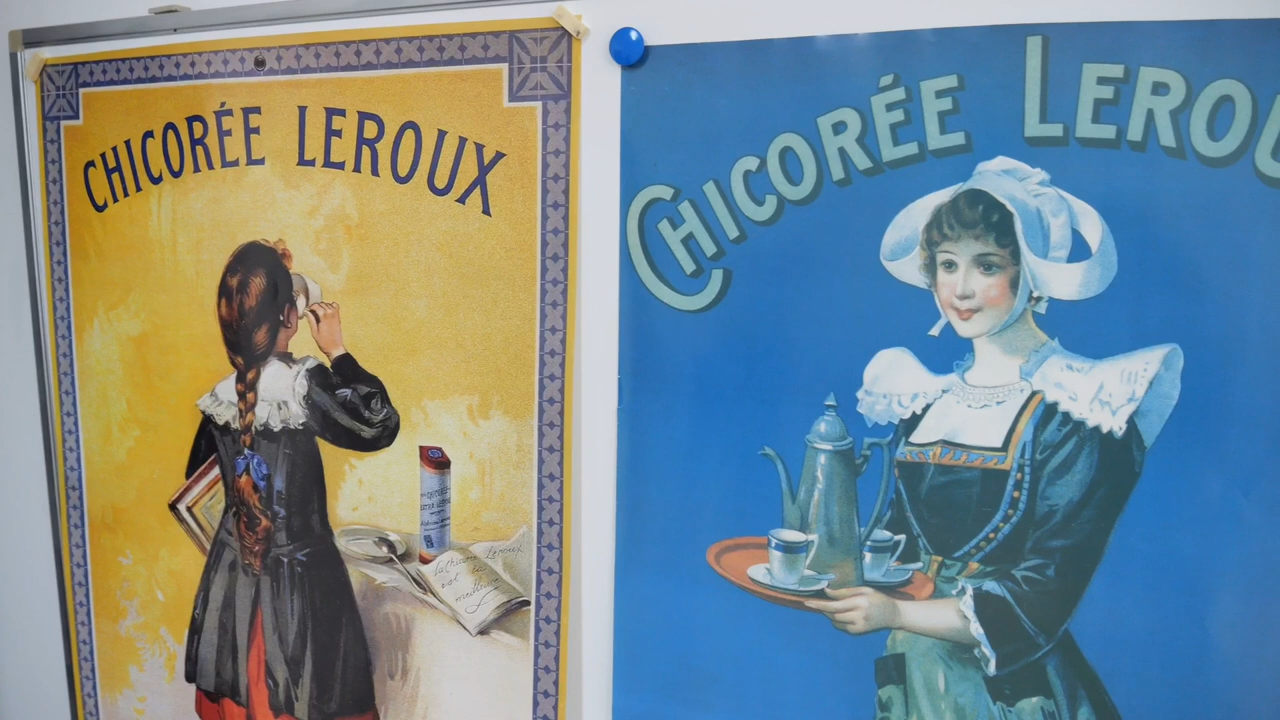 CHICORÉE LEROUX
La chicorée Leroux
est la
meilleure
CHICORÉE LEROU